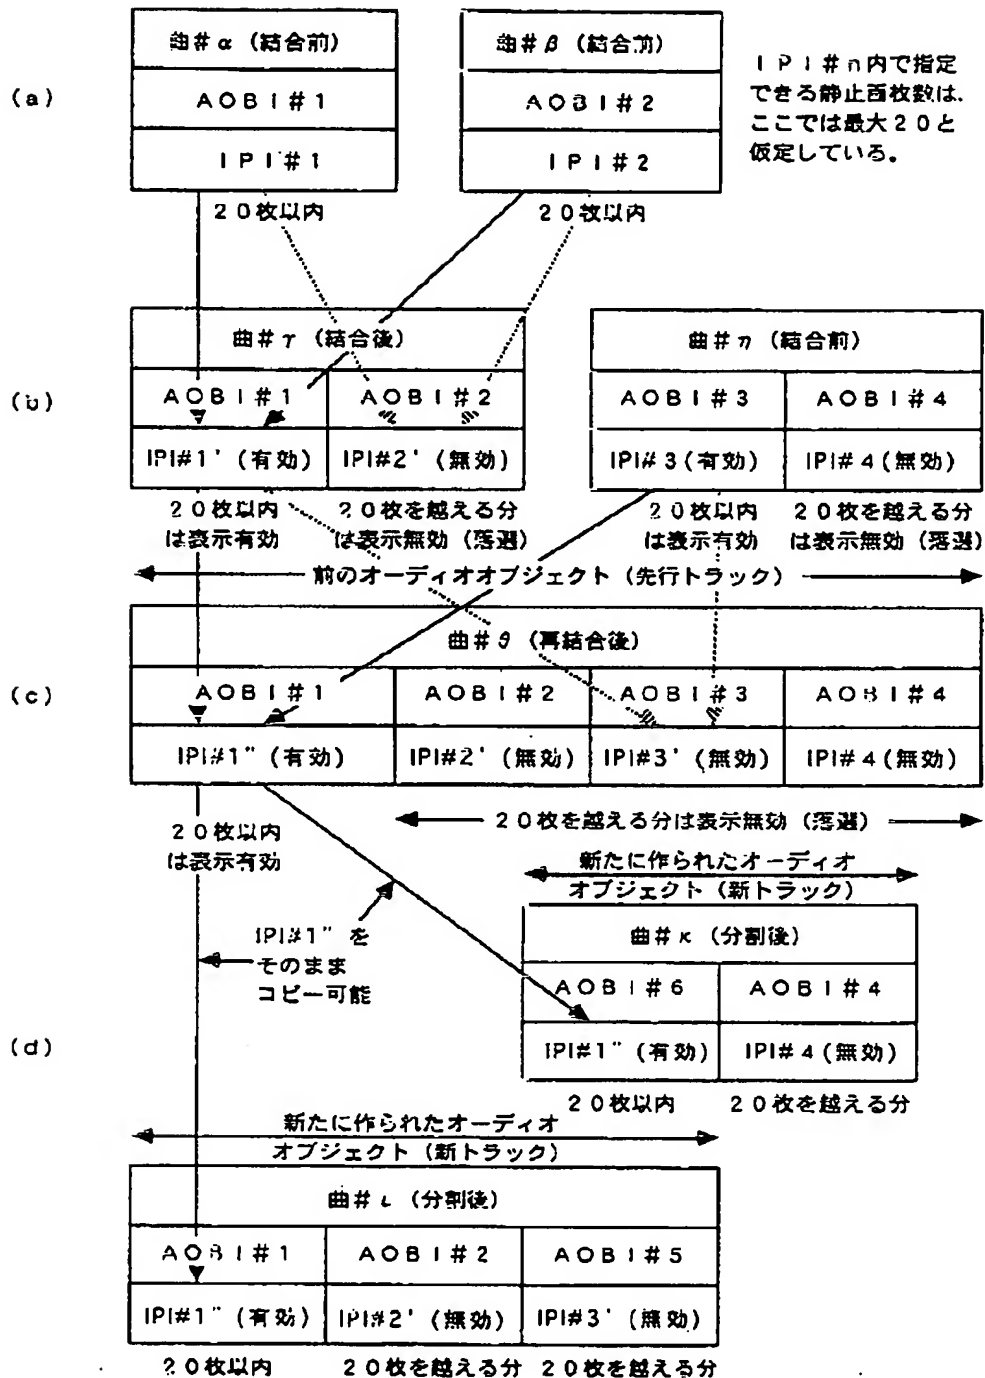 (a)
曲#α (結合前)
AOBI#1
IPI#1
20枚以内
曲#β (結合前)
AOBI#2
IPI#2
20枚以内
IPI#n内で指定
できる静止画枚数は、
ここでは最大20と
仮定している。
(b)
曲#γ (結合後)
AOBI#1
AOBI#2
IPI#1' (有効)
IPI#2' (無効)
20枚以内
は表示有効
20枚を越える分
は表示無効 (落選)
曲#η (結合前)
AOBI#3
AOBI#4
IPI#3 (有効)
IPI#4 (無効)
20枚以内
は表示有効
20枚を越える分
は表示無効 (落選)
前のオーディオオブジェクト (先行トラック)
(c)
曲#θ (再結合後)
AOBI#1
AOBI#2
AOBI#3
AOBI#4
IPI#1" (有効)
IPI#2' (無効)
IPI#3' (無効)
IPI#4 (無効)
20枚以内
は表示有効
20枚を越える分は表示無効 (落選)
IPI#1" を
そのまま
コピー可能
(d)
新たに作られたオーディオ
オブジェクト (新トラック)
曲#κ (分割後)
AOBI#6
AOBI#4
IPI#1" (有効)
IPI#4 (無効)
20枚以内
20枚を越える分
新たに作られたオーディオ
オブジェクト (新トラック)
曲#ι (分割後)
AOBI#1
AOBI#2
AOBI#5
IPI#1" (有効)
IPI#2' (無効)
IPI#3' (無効)
20枚以内
20枚を越える分
20枚を越える分